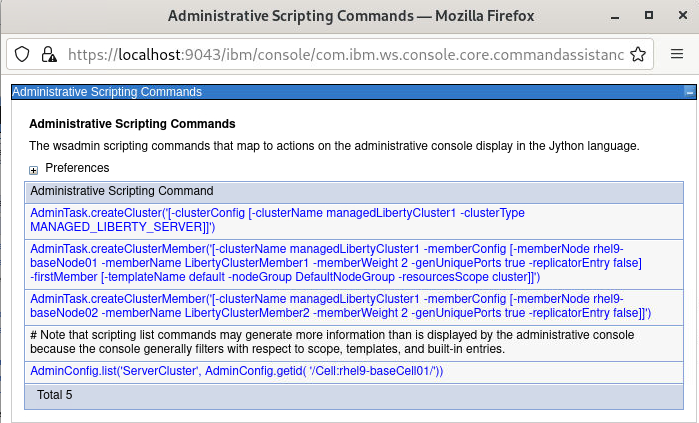 Administrative Scripting Commands — Mozilla Firefox
https://localhost:9043/ibm/console/com.ibm.ws.console.core.commandassistanc
Administrative Scripting Commands
Administrative Scripting Commands
The wsadmin scripting commands that map to actions on the administrative console display in the Jython language.
Preferences
Administrative Scripting Command
AdminTask.createCluster('[-clusterConfig [-clusterName managedLibertyCluster1 -clusterType
MANAGED_LIBERTY_SERVER]]')
AdminTask.createClusterMember('[-clusterName managedLibertyCluster1 -memberConfig [-memberNode rhel9-
baseNode01 -memberName LibertyClusterMember1 -memberWeight 2 -genUniquePorts true -replicatorEntry false]
-firstMember [-templateName default -nodeGroup DefaultNodeGroup -resourcesScope cluster]]')
AdminTask.createClusterMember('[-clusterName managedLibertyCluster1 -memberConfig [-memberNode rhel9-
baseNode02 -memberName LibertyClusterMember2 -memberWeight 2 -genUniquePorts true -replicatorEntry false]]')
# Note that scripting list commands may generate more information than is displayed by the administrative console
because the console generally filters with respect to scope, templates, and built-in entries.
AdminConfig.list('ServerCluster', AdminConfig.getid( '/Cell:rhel9-baseCell01/'))
Total 5